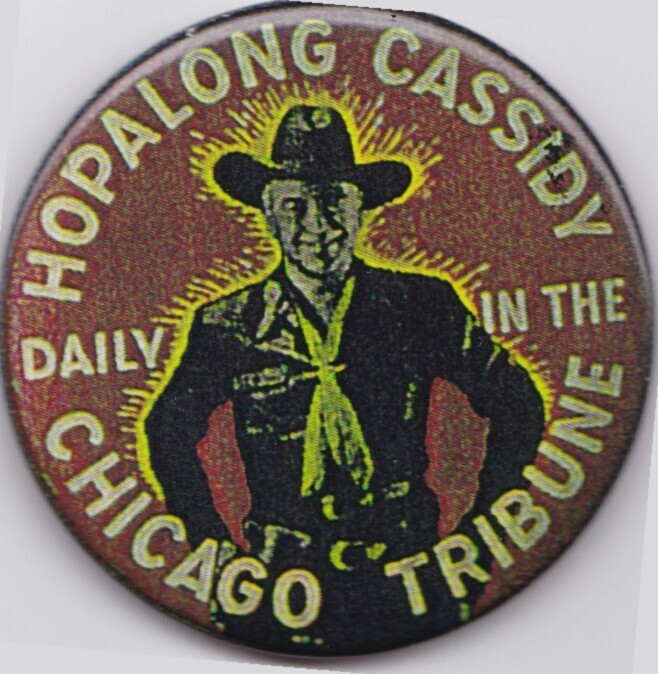 HOPALONG CASSIDY
DAILY IN THE
CHICAGO TRIBUNE